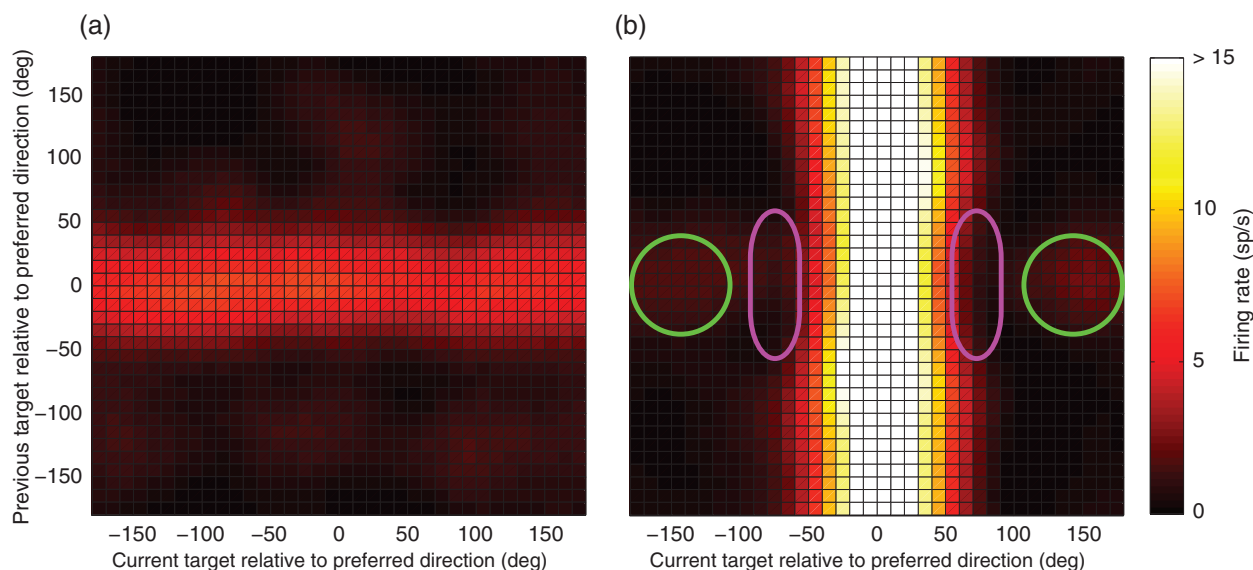 (a)
(b)
Previous target relative to preferred direction (deg)
150
100
50
0
−50
−100
−150
−150 −100 −50 0 50 100 150
Current target relative to preferred direction (deg)
−150 −100 −50 0 50 100 150
Current target relative to preferred direction (deg)
> 15
10
5
0
Firing rate (sp/s)